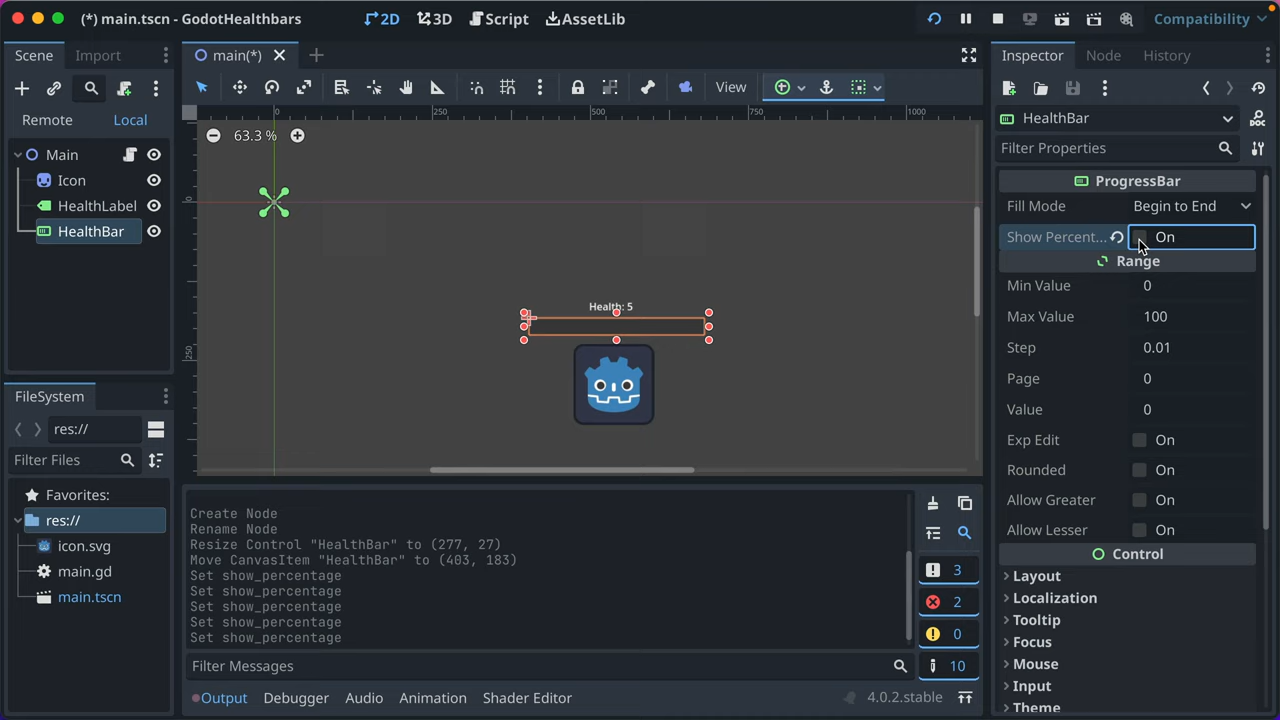 (*) main.tscn - GodotHealthbars
2D
3D
Script
AssetLib
Compatibility
Scene
Import
Remote
Local
Main
Icon
HealthLabel
HealthBar
main(*)
View
0
250
500
750
1000
63.3 %
0
250
Health: 5
Inspector
Node
History
HealthBar
Filter Properties
ProgressBar
Fill Mode
Begin to End
Show Percent...
On
Range
Min Value
0
Max Value
100
Step
0.01
Page
0
Value
0
Exp Edit
On
Rounded
On
Allow Greater
On
Allow Lesser
On
Control
Layout
Localization
Tooltip
Focus
Mouse
Input
Theme
FileSystem
res://
Filter Files
Favorites:
res://
icon.svg
main.gd
main.tscn
Create Node
Rename Node
Resize Control "HealthBar" to (277, 27)
Move CanvasItem "HealthBar" to (403, 183)
Set show_percentage
Set show_percentage
Set show_percentage
Set show_percentage
Set show_percentage
3
2
0
10
Filter Messages
Output
Debugger
Audio
Animation
Shader Editor
4.0.2.stable